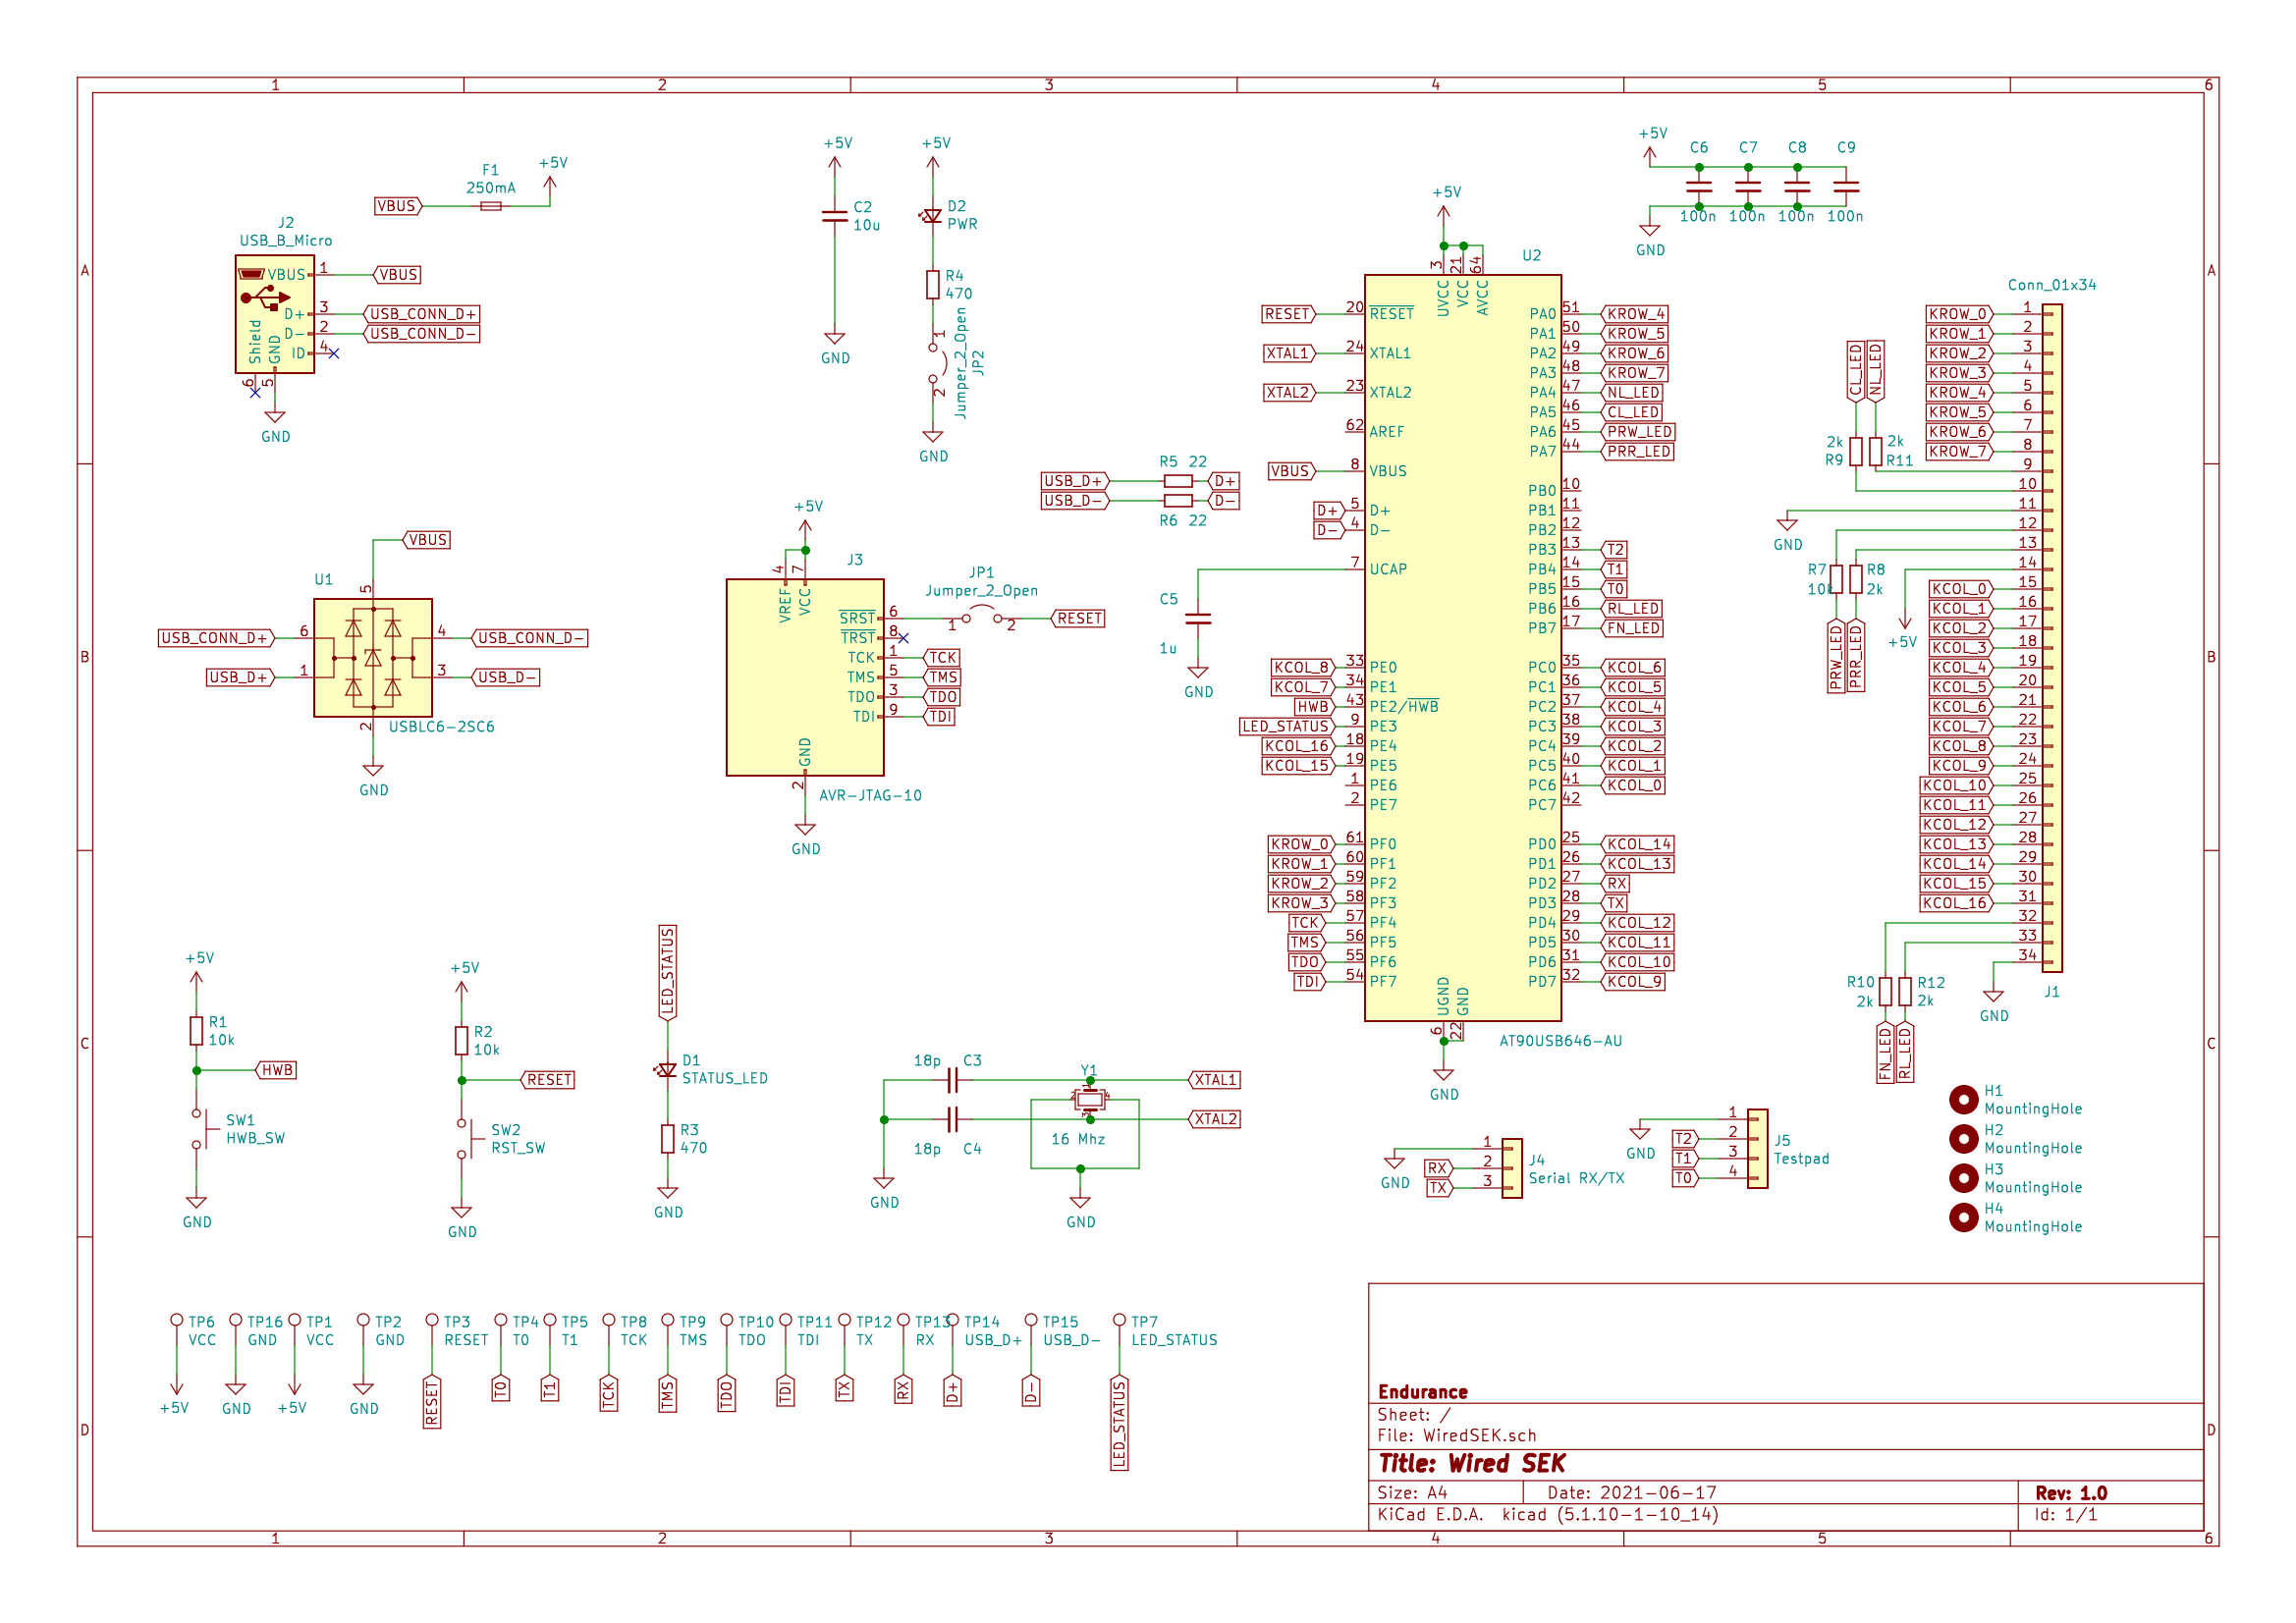 1 2 3 4 5 6
A
B
C
D
F1
250mA
+5V
VBUS
J2
USB_B_Micro
VBUS 1 VBUS
D+ 3 USB_CONN_D+
D- 2 USB_CONN_D-
ID 4
Shield
GND
6 5
GND
+5V
C2
10u
GND
+5V
D2
PWR
R4
470
1
Jumper_2_Open
JP2
2
GND
VBUS
U1
5
USB_CONN_D+ 6 4 USB_CONN_D-
USB_D+ 1 3 USB_D-
2
USBLC6-2SC6
GND
+5V
J3
4 7
VREF
VCC
SRST 6
TRST 8
TCK 1 TCK
TMS 5 TMS
TDO 3 TDO
TDI 9 TDI
GND
2
AVR-JTAG-10
GND
JP1
Jumper_2_Open
1 2 RESET
R5 22
USB_D+ D+
USB_D- D-
R6 22
C5
1u
GND
+5V
U2
3 21 64
UVCC
VCC
AVCC
RESET 20 RESET
XTAL1 24 XTAL1
XTAL2 23 XTAL2
62 AREF
VBUS 8 VBUS
D+ 5 D+
D- 4 D-
7 UCAP
KCOL_8 33 PE0
KCOL_7 34 PE1
HWB 43 PE2/HWB
LED_STATUS 9 PE3
KCOL_16 18 PE4
KCOL_15 19 PE5
1 PE6
2 PE7
KROW_0 61 PF0
KROW_1 60 PF1
KROW_2 59 PF2
KROW_3 58 PF3
TCK 57 PF4
TMS 56 PF5
TDO 55 PF6
TDI 54 PF7
PA0 51 KROW_4
PA1 50 KROW_5
PA2 49 KROW_6
PA3 48 KROW_7
PA4 47 NL_LED
PA5 46 CL_LED
PA6 45 PRW_LED
PA7 44 PRR_LED
PB0 10
PB1 11
PB2 12
PB3 13 T2
PB4 14 T1
PB5 15 T0
PB6 16 RL_LED
PB7 17 FN_LED
PC0 35 KCOL_6
PC1 36 KCOL_5
PC2 37 KCOL_4
PC3 38 KCOL_3
PC4 39 KCOL_2
PC5 40 KCOL_1
PC6 41 KCOL_0
PC7 42
PD0 25 KCOL_14
PD1 26 KCOL_13
PD2 27 RX
PD3 28 TX
PD4 29 KCOL_12
PD5 30 KCOL_11
PD6 31 KCOL_10
PD7 32 KCOL_9
UGND
GND
6 22
AT90USB646-AU
GND
+5V C6 C7 C8 C9
100n 100n 100n 100n
GND
Conn_01x34
KROW_0 1
KROW_1 2
KROW_2 3
KROW_3 4
KROW_4 5
KROW_5 6
KROW_6 7
KROW_7 8
9
10
11
12
13
14
KCOL_0 15
KCOL_1 16
KCOL_2 17
KCOL_3 18
KCOL_4 19
KCOL_5 20
KCOL_6 21
KCOL_7 22
KCOL_8 23
KCOL_9 24
KCOL_10 25
KCOL_11 26
KCOL_12 27
KCOL_13 28
KCOL_14 29
KCOL_15 30
KCOL_16 31
32
33
34
J1
CL_LED
NL_LED
2k 2k
R9 R11
GND
R7 R8
10k 2k
PRW_LED
PRR_LED
+5V
R10 R12
2k 2k
FN_LED
RL_LED
GND
+5V
R1
10k
HWB
SW1
HWB_SW
GND
+5V
R2
10k
RESET
SW2
RST_SW
GND
LED_STATUS
D1
STATUS_LED
R3
470
GND
18p C3
Y1
XTAL1
1 2 3 4
XTAL2
18p C4
16 Mhz
GND
GND
GND
1
RX 2
TX 3
J4
Serial RX/TX
GND
1
T2 2
T1 3
T0 4
J5
Testpad
H1
MountingHole
H2
MountingHole
H3
MountingHole
H4
MountingHole
TP6 TP16 TP1 TP2 TP3 TP4 TP5 TP8 TP9 TP10 TP11 TP12 TP13 TP14 TP15 TP7
VCC GND VCC GND RESET T0 T1 TCK TMS TDO TDI TX RX USB_D+ USB_D- LED_STATUS
+5V GND +5V GND RESET T0 T1 TCK TMS TDO TDI TX RX D+ D- LED_STATUS
Endurance
Sheet: /
File: WiredSEK.sch
Title: Wired SEK
Size: A4 Date: 2021-06-17 Rev: 1.0
KiCad E.D.A. kicad (5.1.10-1-10_14) Id: 1/1
1 2 3 4 5 6
A
B
C
D